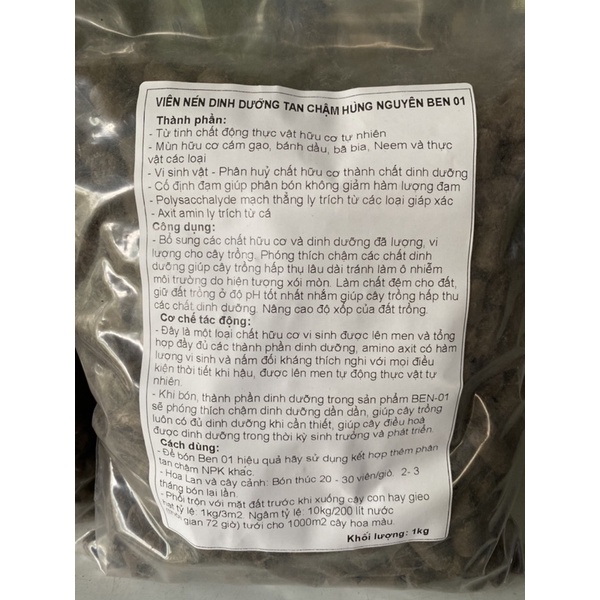 VIÊN NÉN DINH DƯỠNG TAN CHẬM HÙNG NGUYÊN BEN 01
Thành phần:
- Từ tinh chất động thực vật hữu cơ tự nhiên
- Mùn hữu cơ cám gạo, bánh dầu, bã bia, Neem và thực
vật các loại
- Vi sinh vật - Phân huỷ chất hữu cơ thành chất dinh dưỡng
- Cố định đạm giúp phân bón không giảm hàm lượng đạm
- Polysacchalyde mạch thẳng ly trích từ các loại giáp xác
- Axit amin ly trích từ cá
Công dụng:
- Bổ sung các chất hữu cơ và dinh dưỡng đã lượng, vi
lượng cho cây trồng. Phóng thích chậm các chất dinh
dưỡng giúp cây trồng hấp thu lâu dài tránh làm ô nhiễm
môi trường do hiện tượng xói mòn. Làm chất đệm cho đất,
giữ đất trồng ở độ pH tốt nhất nhằm giúp cây trồng hấp thu
các chất dinh dưỡng. Nâng cao độ xốp của đất trồng.
Cơ chế tác động:
- Đây là một loại chất hữu cơ vi sinh được lên men và tổng
hợp đầy đủ các thành phần dinh dưỡng, amino axit có hàm
lượng vi sinh và nấm đối kháng thích nghi với mọi điều
kiện thời tiết khí hậu, được lên men tự động thực vật tự
nhiên.
- Khi bón, thành phần dinh dưỡng trong sản phẩm BEN-01
sẽ phóng thích chậm dinh dưỡng dần dần, giúp cây trồng
luôn có đủ dinh dưỡng khi cần thiết, giúp cây điều hoà
được dinh dưỡng trong thời kỳ sinh trưởng và phát triển.
Cách dùng:
- Để bón Ben 01 hiệu quả hãy sử dụng kết hợp thêm phân
tan chậm NPK khác.
- Hoa Lan và cây cảnh: Bón thúc 20 - 30 viên/giỏ. 2- 3
tháng bón lại lần.
- Phối trộn với mặt đất trước khi xuống cây con hay gieo
tỷ lệ: 1kg/3m2. Ngâm tỷ lệ: 10kg/200 lít nước
gian 72 giờ) tưới cho 1000m2 cây hoa màu.
Khối lượng: 1kg